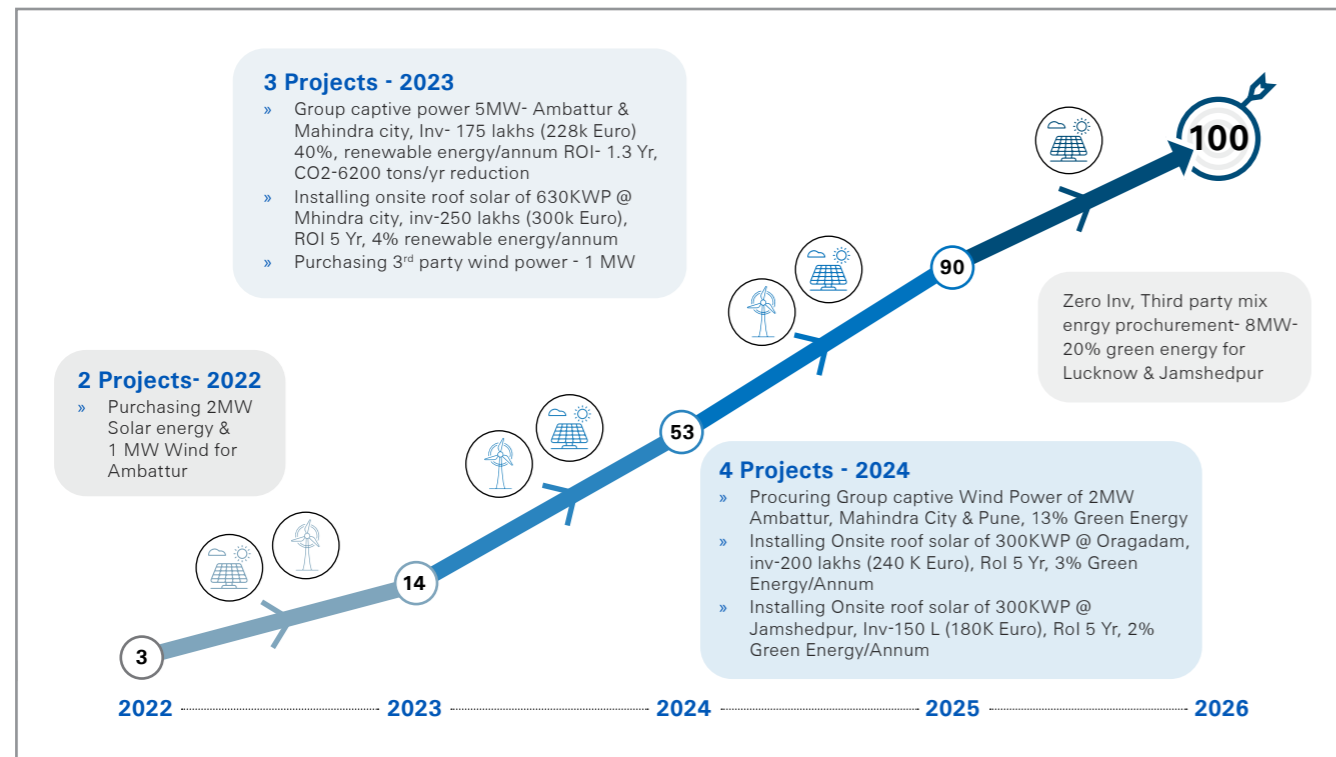 3 Projects - 2023
» Group captive power 5MW- Ambattur &
Mahindra city, Inv- 175 lakhs (228k Euro)
40%, renewable energy/annum ROI- 1.3 Yr,
CO2-6200 tons/yr reduction
» Installing onsite roof solar of 630KWP @
Mhindra city, inv-250 lakhs (300k Euro),
ROI 5 Yr, 4% renewable energy/annum
» Purchasing 3rd party wind power - 1 MW
100
90
Zero Inv, Third party mix
enrgy prochurement- 8MW-
20% green energy for
Lucknow & Jamshedpur
2 Projects- 2022
» Purchasing 2MW
Solar energy &
1 MW Wind for
Ambattur
53
4 Projects - 2024
» Procuring Group captive Wind Power of 2MW
Ambattur, Mahindra City & Pune, 13% Green Energy
» Installing Onsite roof solar of 300KWP @ Oragadam,
inv-200 lakhs (240 K Euro), RoI 5 Yr, 3% Green
Energy/Annum
» Installing Onsite roof solar of 300KWP @
Jamshedpur, Inv-150 L (180K Euro), RoI 5 Yr, 2%
Green Energy/Annum
14
3
2022 2023 2024 2025 2026